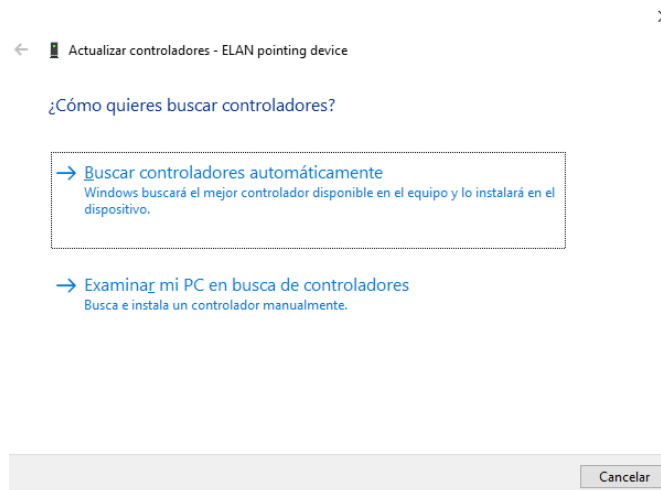 Actualizar controladores - ELAN pointing device
¿Cómo quieres buscar controladores?
Buscar controladores automáticamente
Windows buscará el mejor controlador disponible en el equipo y lo instalará en el
dispositivo.
Examinar mi PC en busca de controladores
Busca e instala un controlador manualmente.
Cancelar